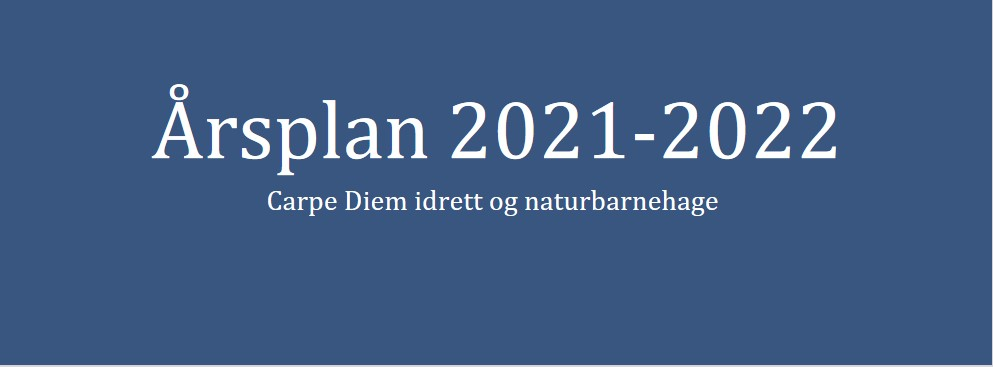 Årsplan 2021-2022
Carpe Diem idrett og naturbarnehage